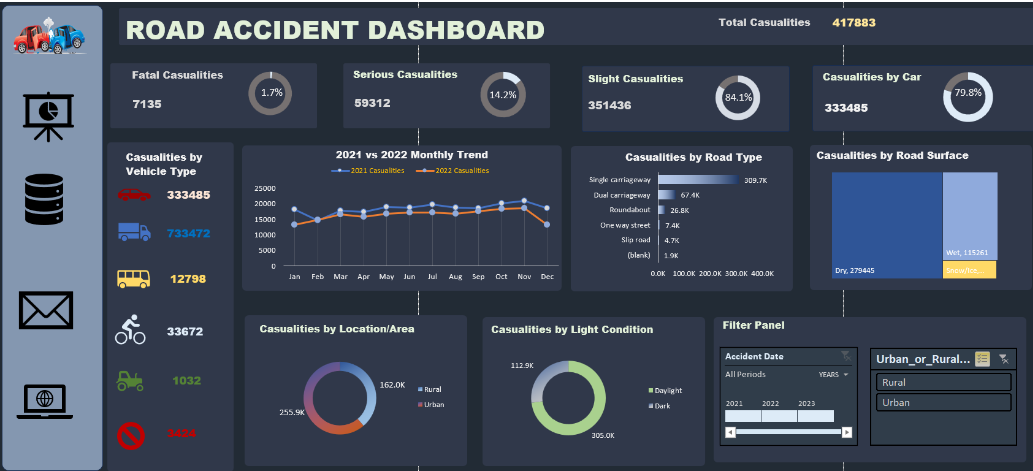 ROAD ACCIDENT DASHBOARD
Total Casualities 417883
Fatal Casualities
7135
1.7%
Serious Casualities
59312
14.2%
Slight Casualities
351436
84.1%
Casualities by Car
333485
79.8%
Casualities by
Vehicle Type
333485
733472
12798
33672
1032
3424
2021 vs 2022 Monthly Trend
2021 Casualities 2022 Casualities
25000
20000
15000
10000
5000
0
Jan Feb Mar Apr May Jun Jul Aug Sep Oct Nov Dec
Casualities by Road Type
Single carriageway 309.7K
Dual carriageway 67.4K
Roundabout 26.8K
One way street 7.4K
Slip road 4.7K
(blank) 1.9K
0.0K 100.0K 200.0K 300.0K 400.0K
Casualities by Road Surface
Dry, 279445
Wet, 115261
Snow/Ice,...
Casualities by Location/Area
162.0K
255.9K
Rural
Urban
Casualities by Light Condition
112.9K
305.0K
Daylight
Dark
Filter Panel
Accident Date
All Periods YEARS
2021 2022 2023
Urban_or_Rural...
Rural
Urban